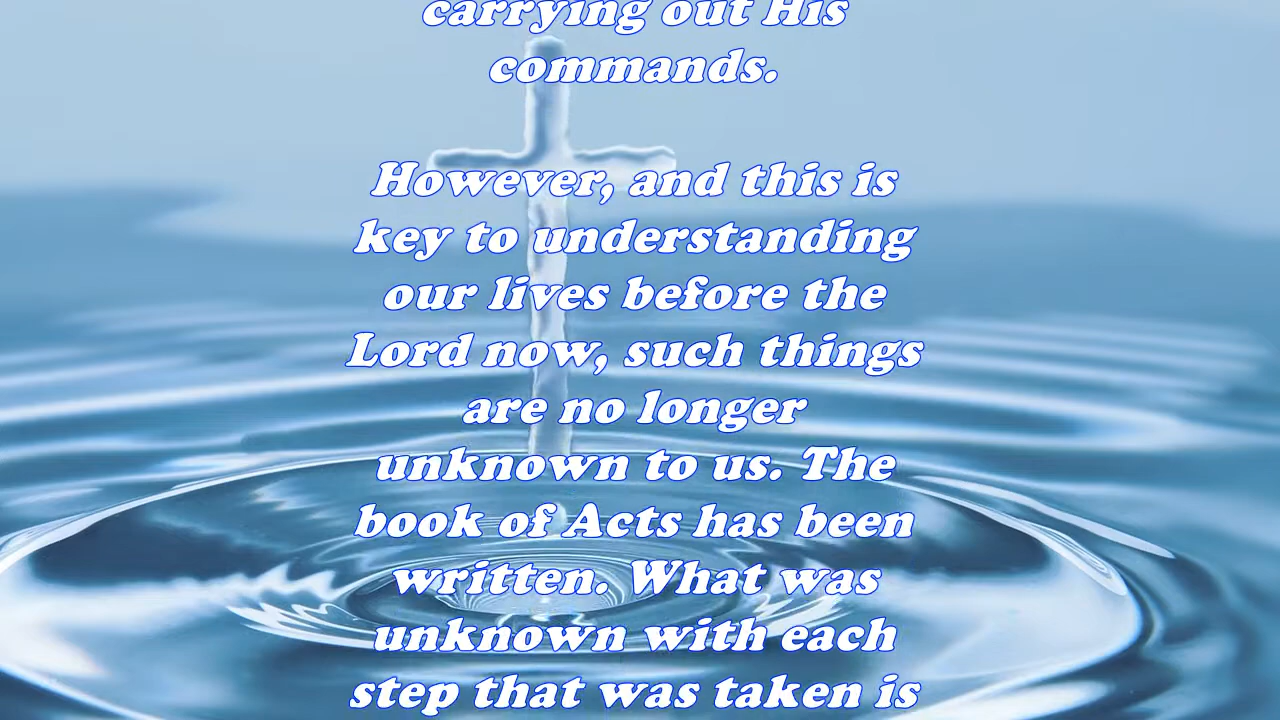 carrying out His
commands.
However, and this is
key to understanding
our lives before the
Lord now, such things
are no longer
unknown to us. The
book of Acts has been
written. What was
unknown with each
step that was taken is